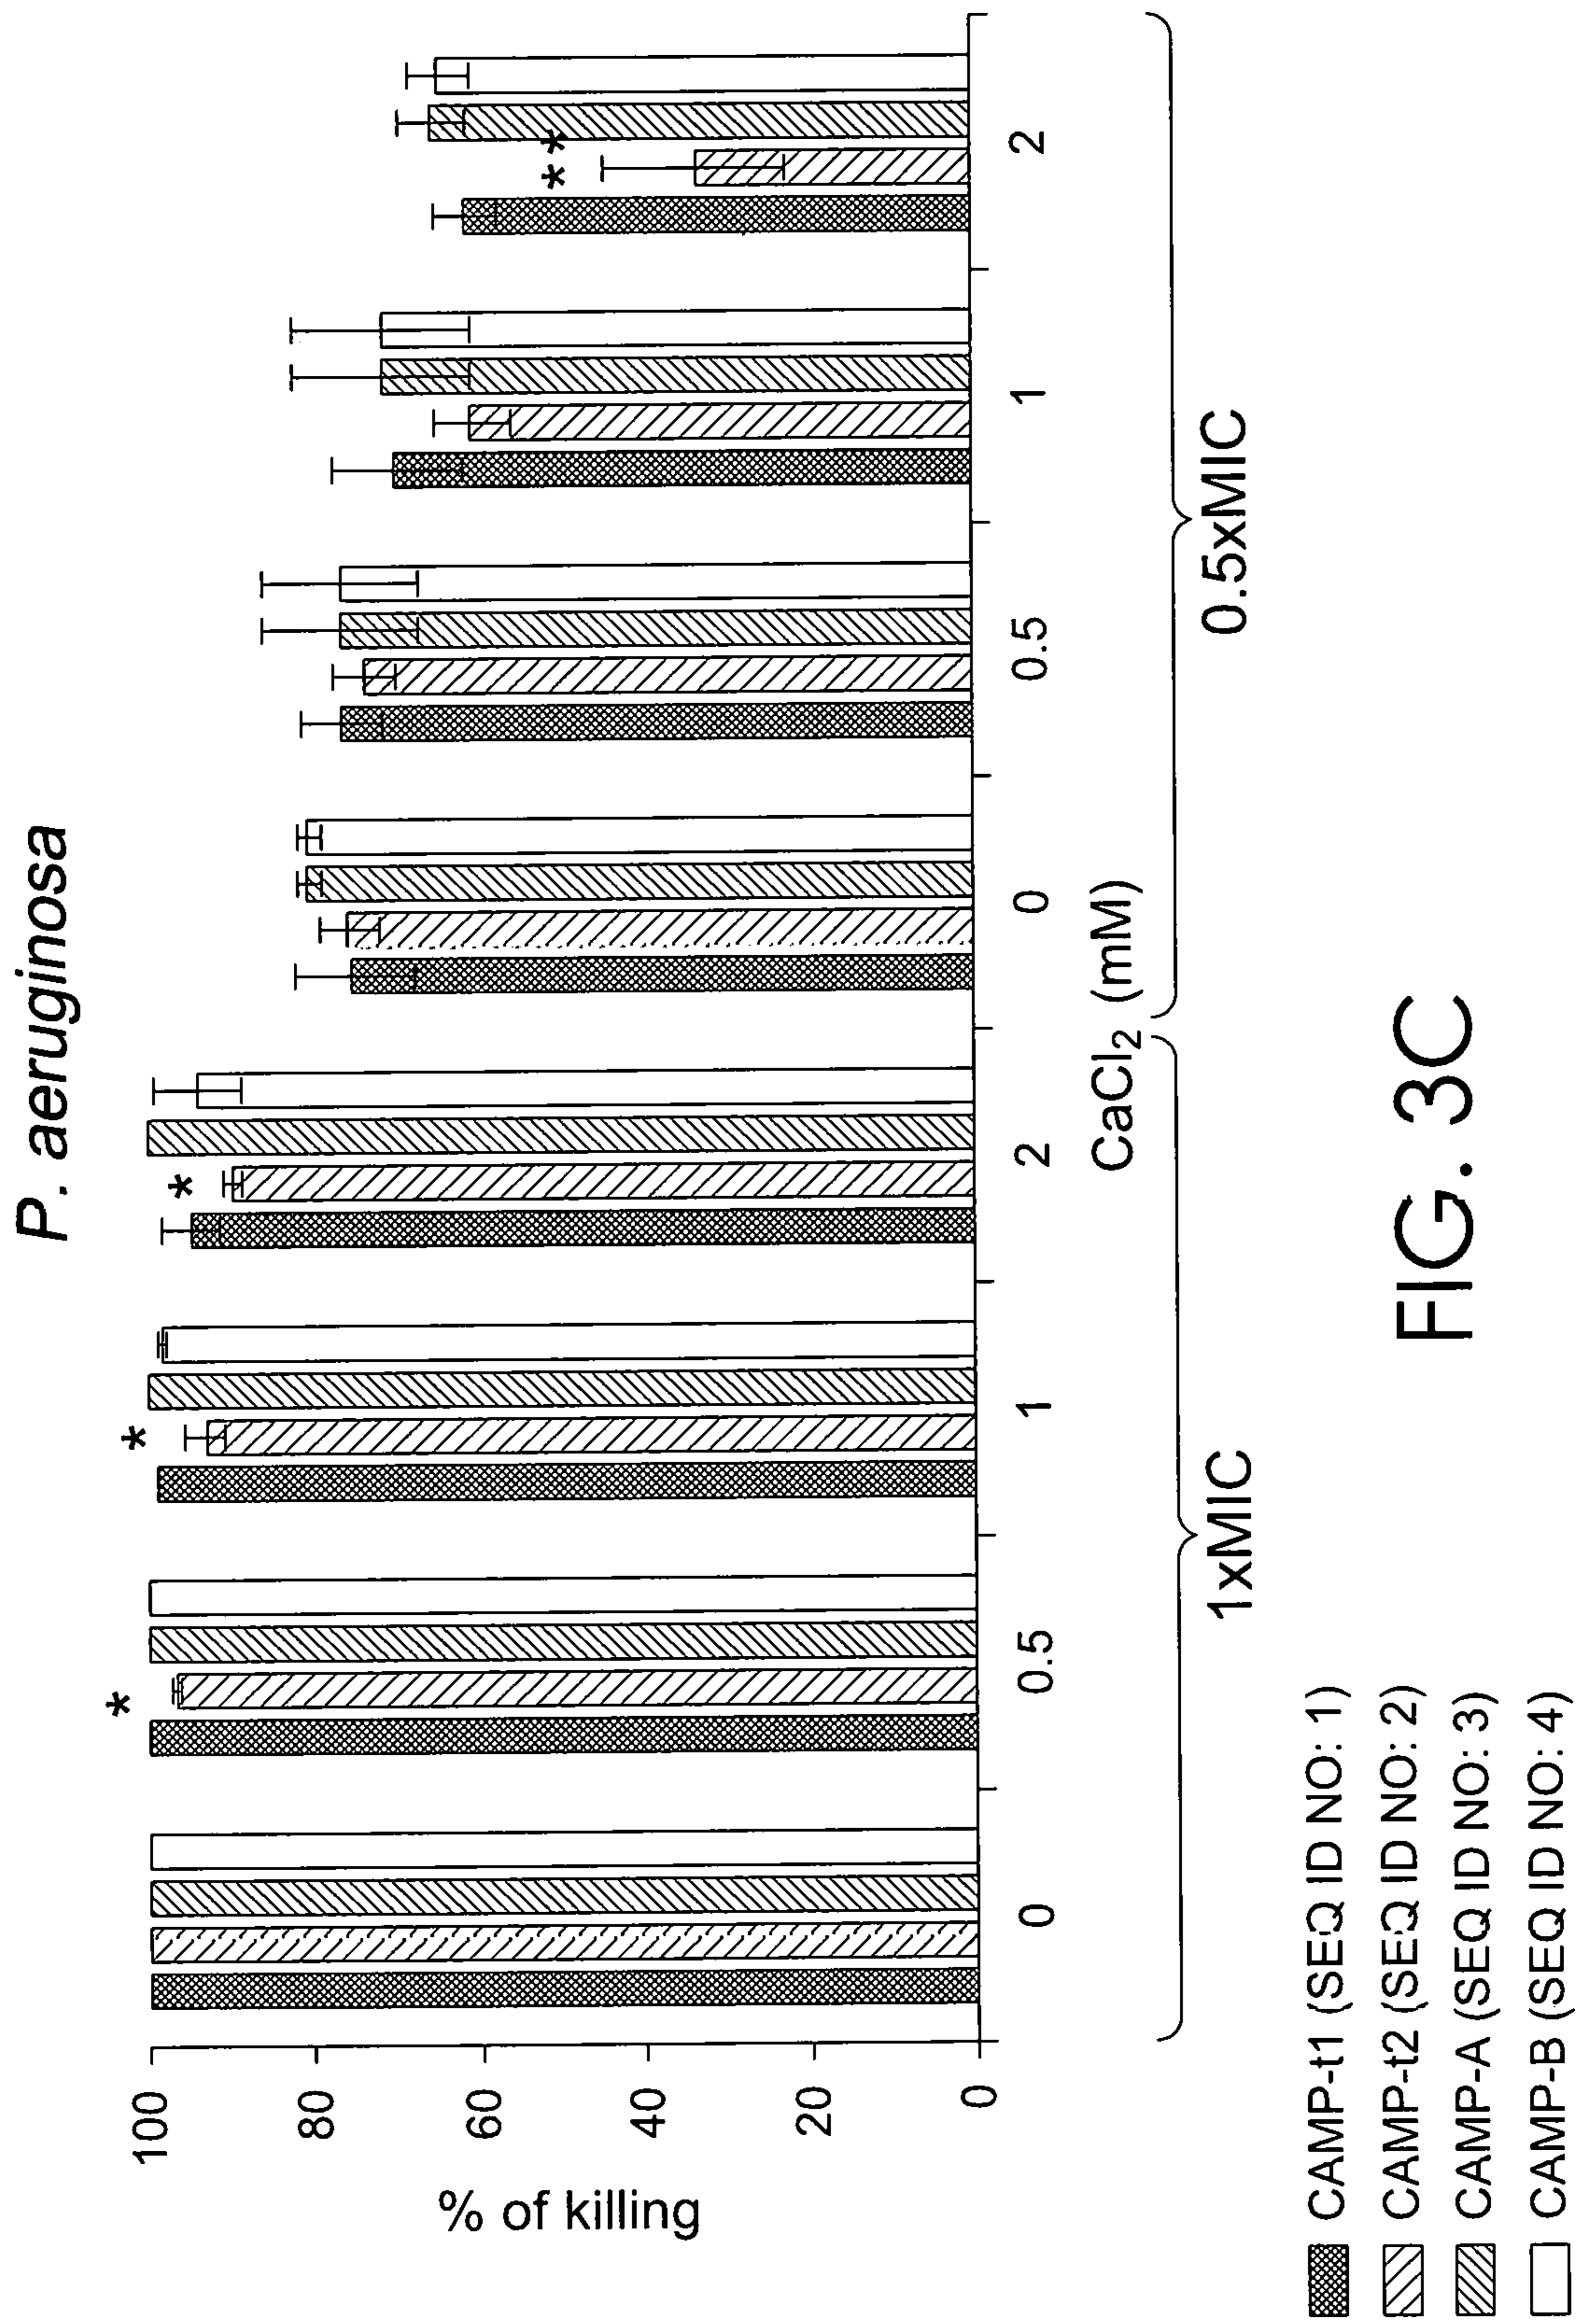 P. aeruginosa
% of killing
100
80
60
40
20
0
*
*
*
* *
0 0.5 1 2 0 0.5 1 2
CaCl2 (mM)
1xMIC 0.5xMIC
CAMP-t1 (SEQ ID NO: 1)
CAMP-t2 (SEQ ID NO: 2)
CAMP-A (SEQ ID NO: 3)
CAMP-B (SEQ ID NO: 4)
FIG. 3C